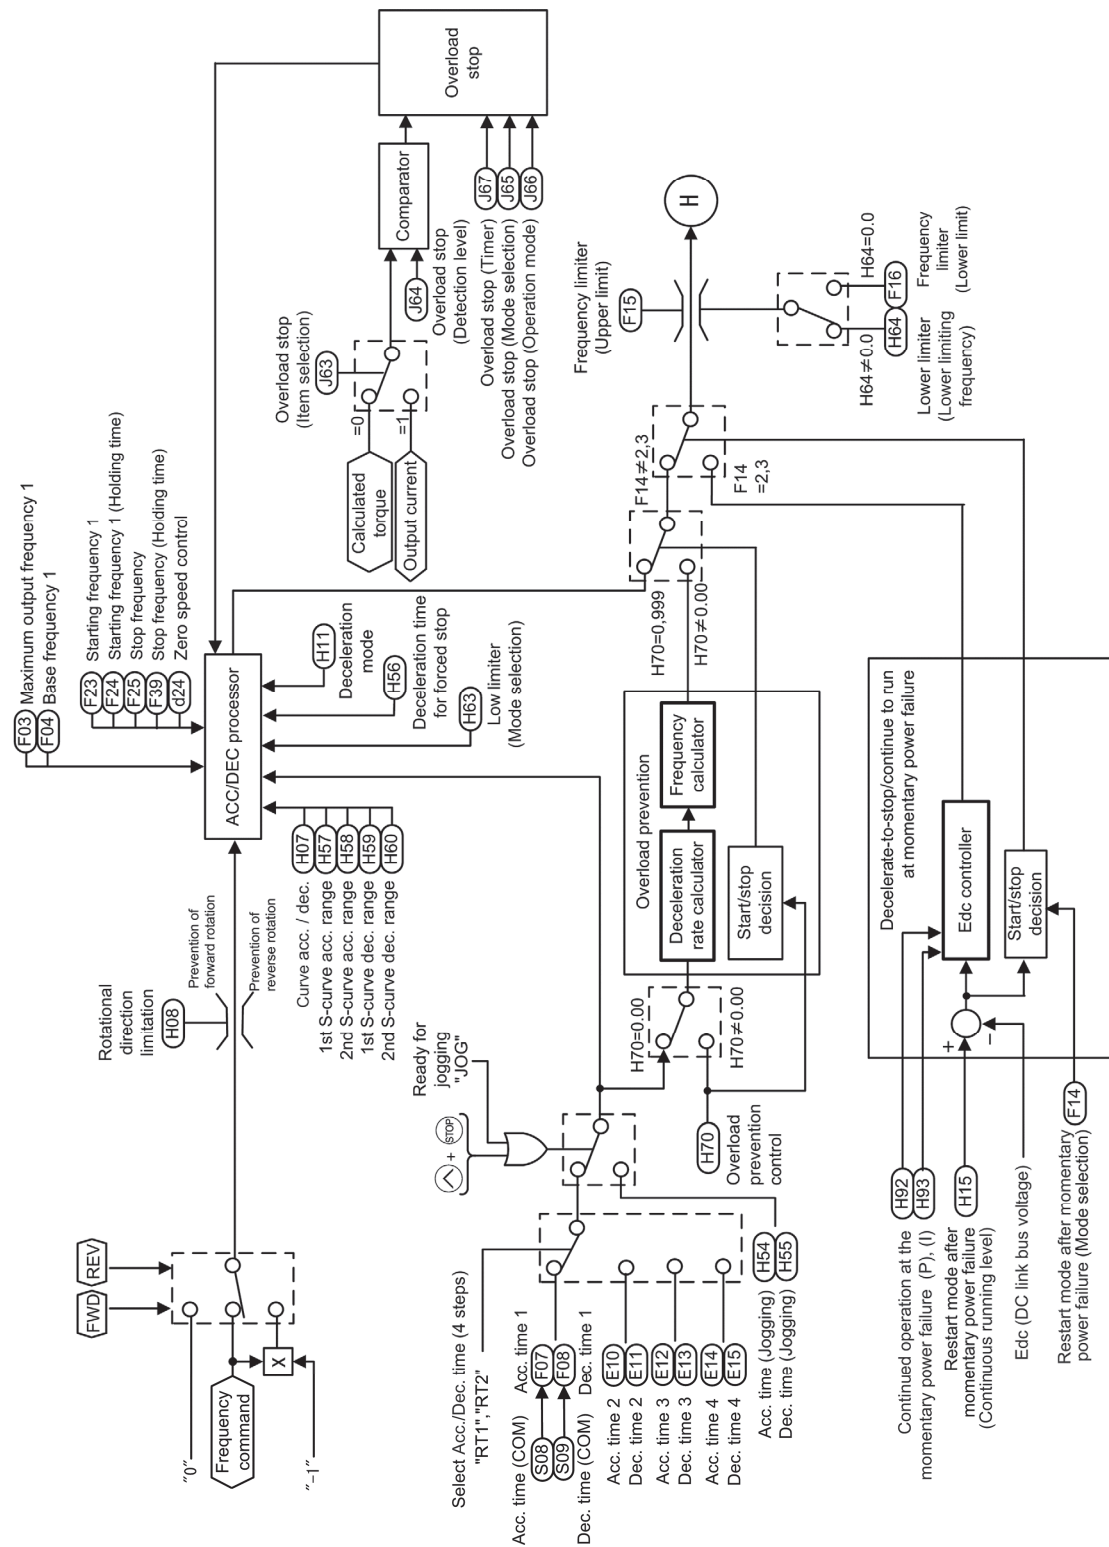 "0"
Frequency
command
"−1"
FWD
REV
X
Rotational
direction
limitation
H08
Prevention of
forward rotation
Prevention of
reverse rotation
F03
Maximum output frequency 1
F04
Base frequency 1
F23
Starting frequency 1
F24
Starting frequency 1 (Holding time)
F25
Stop frequency
F39
Stop frequency (Holding time)
d24
Zero speed control
ACC/DEC processor
Curve acc. / dec.
H07
1st S-curve acc. range
H57
2nd S-curve acc. range
H58
1st S-curve dec. range
H59
2nd S-curve dec. range
H60
H11
Deceleration
mode
H56
Deceleration time
for forced stop
H63
Low limiter
(Mode selection)
Overload stop
(Item selection)
J63
=0
Calculated
torque
=1
Output current
J64
Overload stop
(Detection level)
Comparator
Overload
stop
Overload stop (Timer)
J67
Overload stop (Mode selection)
J65
Overload stop (Operation mode)
J66
Select Acc./Dec. time (4 steps)
"RT1","RT2"
Acc. time (COM)
S08
S09
Dec. time (COM)
Acc. time 1
F07
F08
Dec. time 1
Acc. time 2
E10
Dec. time 2
E11
Acc. time 3
E12
Dec. time 3
E13
Acc. time 4
E14
Dec. time 4
E15
Acc. time (Jogging)
H54
Dec. time (Jogging)
H55
+
STOP
Ready for
jogging
"JOG"
H70=0.00
H70≠0.00
H70
Overload
prevention
control
Overload prevention
Deceleration
rate calculator
Frequency
calculator
Start/stop
decision
H70=0,999
H70≠0.00
F14≠2,3
F14
=2,3
Frequency limiter
(Upper limit)
F15
H
H64≠0.0
H64
Lower limiter
(Lower limiting
frequency)
H64=0.0
F16
Frequency
limiter
(Lower limit)
Decelerate-to-stop/continue to run
at momentary power failure
Edc controller
Start/stop
decision
+
−
Continued operation at the
momentary power failure (P), (I)
H92
H93
Restart mode after
momentary power failure
(Continuous running level)
H15
Edc (DC link bus voltage)
Restart mode after momentary
power failure (Mode selection)
F14